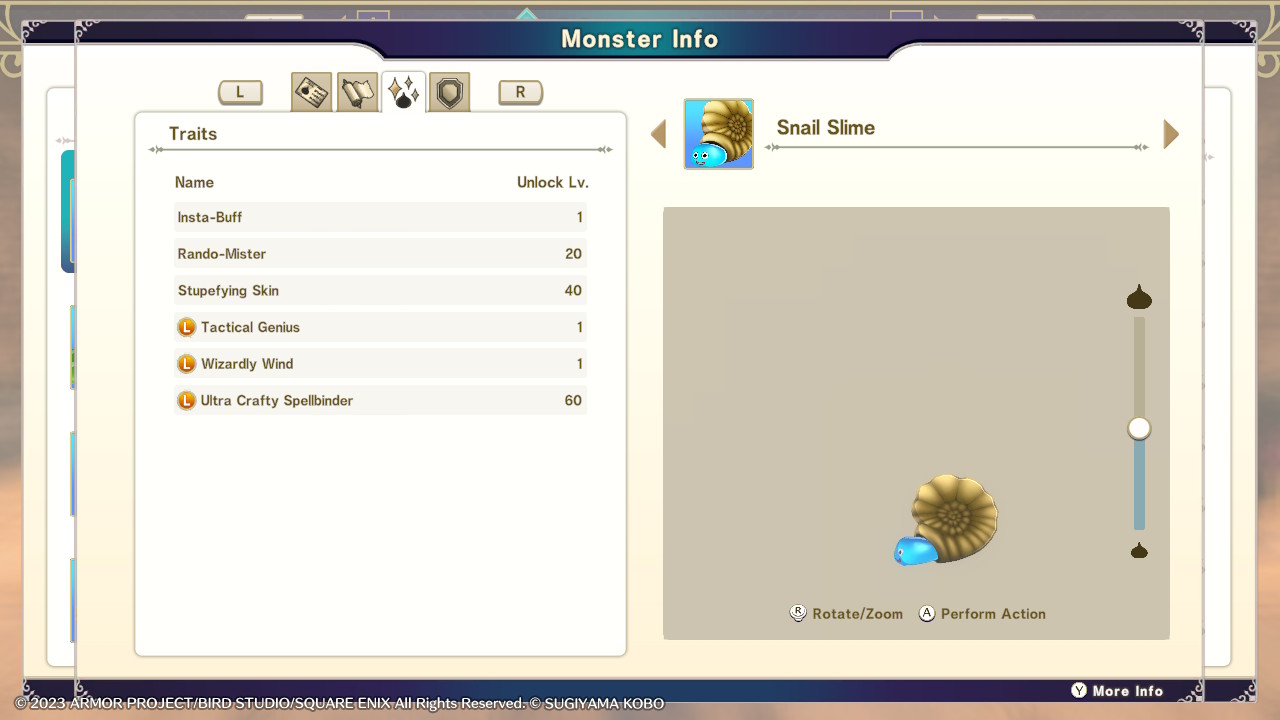 Monster Info
L
R
Traits
Snail Slime
Name Unlock Lv.
Insta-Buff 1
Rando-Mister 20
Stupefying Skin 40
L Tactical Genius 1
L Wizardly Wind 1
L Ultra Crafty Spellbinder 60
R Rotate/Zoom A Perform Action
Y More Info
© 2023 ARMOR PROJECT/BIRD STUDIO/SQUARE ENIX All Rights Reserved. © SUGIYAMA KOBO